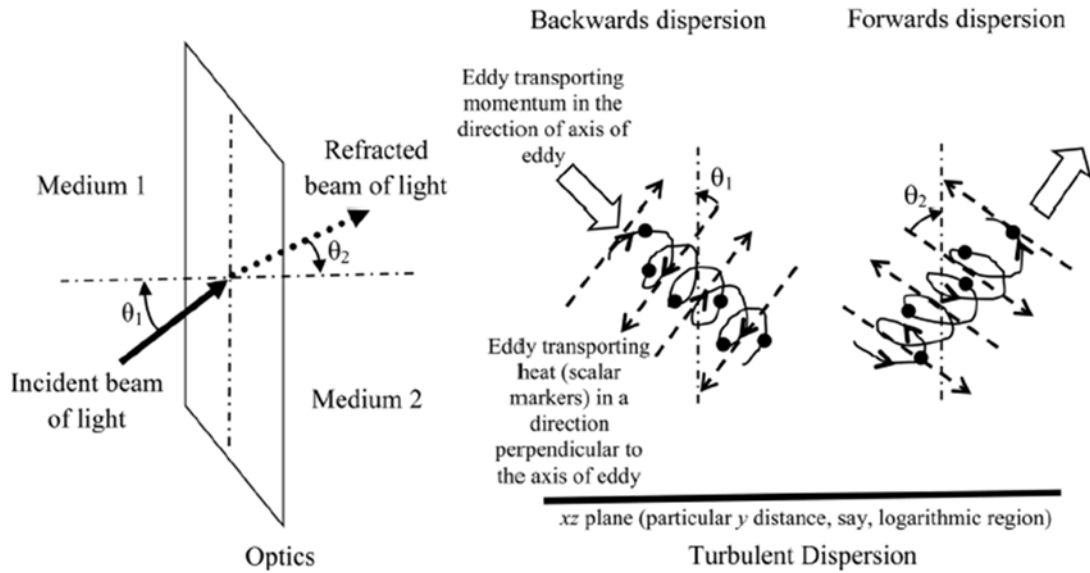 Medium 1
Refracted
beam of light
θ₂
θ₁
Incident beam
of light
Medium 2
Optics
Backwards dispersion
Forwards dispersion
Eddy transporting
momentum in the
direction of axis of
eddy
θ₁
θ₂
Eddy transporting
heat (scalar
markers) in a
direction
perpendicular to
the axis of eddy
xz plane (particular y distance, say, logarithmic region)
Turbulent Dispersion